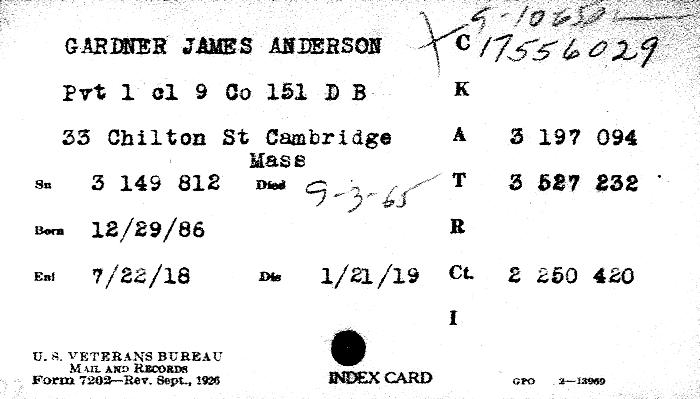 GARDNER JAMES ANDERSON C 17556029
Pvt 1 cl 9 Co 151 D B K
33 Chilton St Cambridge A 3 197 094
Mass
Sn 3 149 812 Died 9-3-65 T 3 527 232
Born 12/29/86 R
Enl 7/22/18 Dis 1/21/19 Ct. 2 250 420
I
U. S. VETERANS BUREAU
MAIL AND RECORDS
Form 7202—Rev. Sept., 1926 INDEX CARD GPO 2—13969